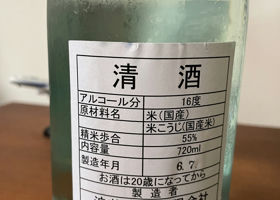 清 酒
アルコール分 16度
原材料名 米(国産)
米こうじ(国産米)
精米歩合 55%
内容量 720ml
製造年月 6.7
お酒は20歳になってから
製 造 者